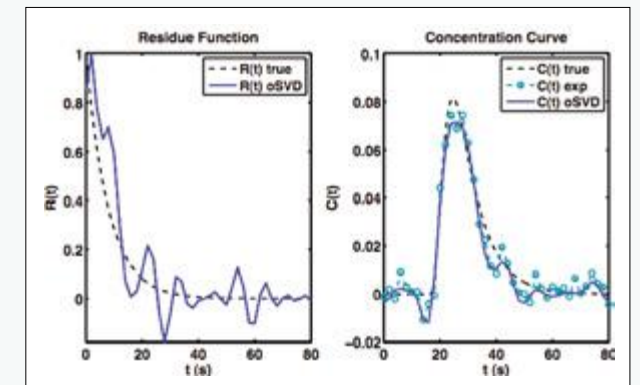 Residue Function
1
0.8
0.6
0.4
0.2
0
0 20 40 60 80
R(t)
t (s)
R(t) true
R(t) oSVD
Concentration Curve
0.1
0.08
0.06
0.04
0.02
0
-0.02
0 20 40 60 80
C(t)
t (s)
C(t) true
C(t) exp
C(t) oSVD